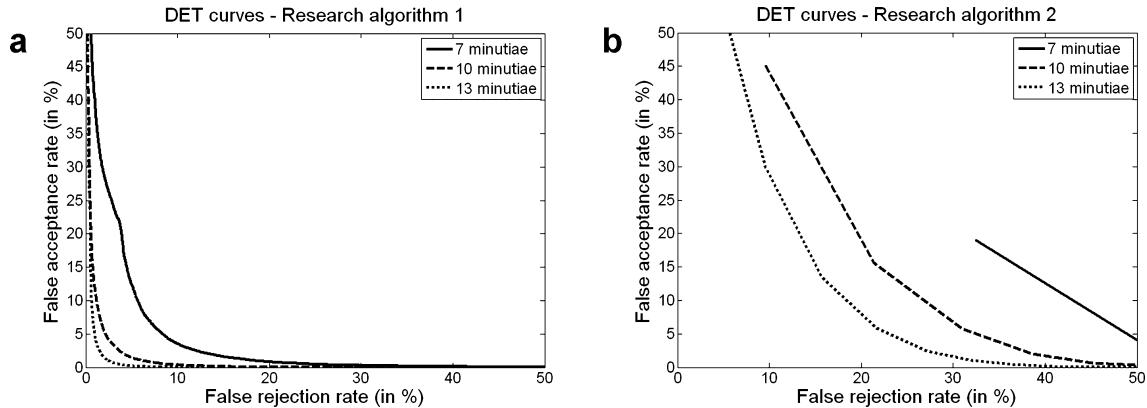 a
DET curves - Research algorithm 1
7 minutiae
10 minutiae
13 minutiae
False acceptance rate (in %)
50
45
40
35
30
25
20
15
10
5
0
0 10 20 30 40 50
False rejection rate (in %)
b
DET curves - Research algorithm 2
7 minutiae
10 minutiae
13 minutiae
False acceptance rate (in %)
50
45
40
35
30
25
20
15
10
5
0
0 10 20 30 40 50
False rejection rate (in %)